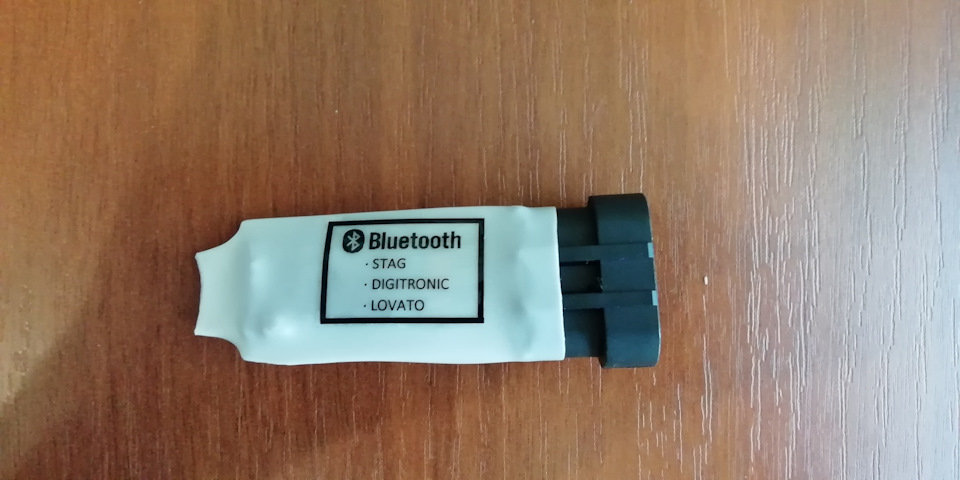 Bluetooth
· STAG
· DIGITRONIC
· LOVATO